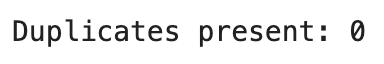 Duplicates present: 0